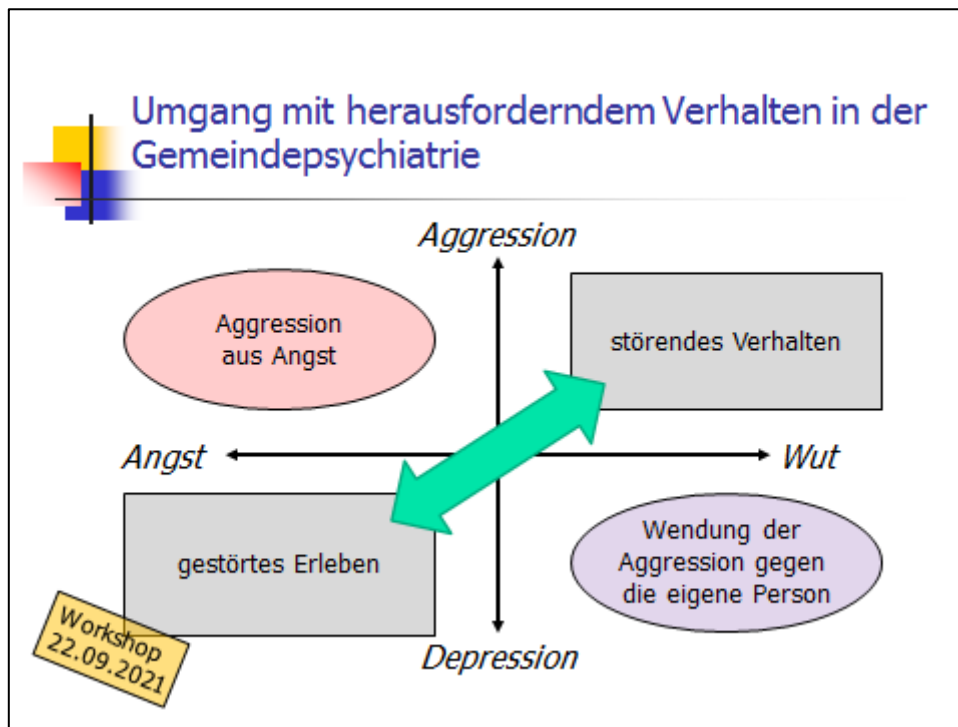 Umgang mit herausforderndem Verhalten in der
Gemeindepsychiatrie
Aggression
Aggression
aus Angst
störendes Verhalten
Angst
Wut
gestörtes Erleben
Wendung der
Aggression gegen
die eigene Person
Workshop
22.09.2021
Depression